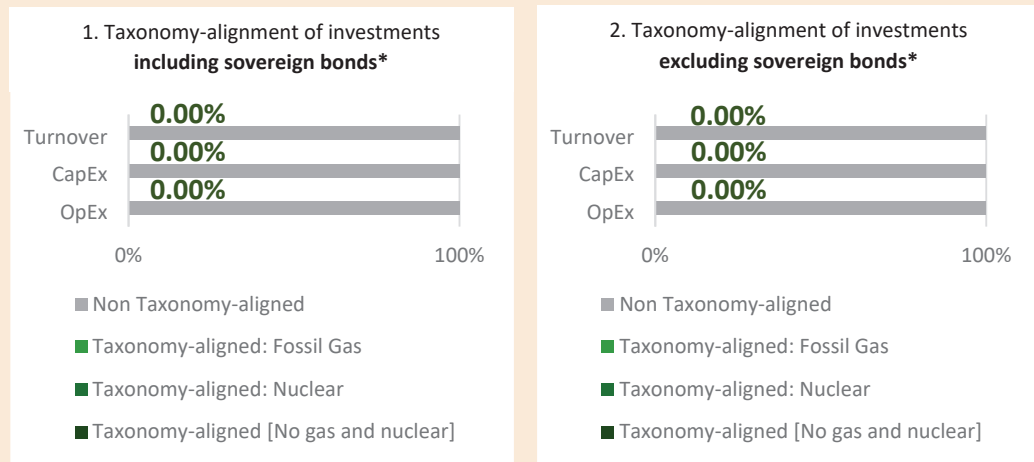 1. Taxonomy-alignment of investments
including sovereign bonds*
0.00%
Turnover
0.00%
CapEx
0.00%
OpEx
0% 100%
Non Taxonomy-aligned
Taxonomy-aligned: Fossil Gas
Taxonomy-aligned: Nuclear
Taxonomy-aligned [No gas and nuclear]
2. Taxonomy-alignment of investments
excluding sovereign bonds*
0.00%
Turnover
0.00%
CapEx
0.00%
OpEx
0% 100%
Non Taxonomy-aligned
Taxonomy-aligned: Fossil Gas
Taxonomy-aligned: Nuclear
Taxonomy-aligned [No gas and nuclear]